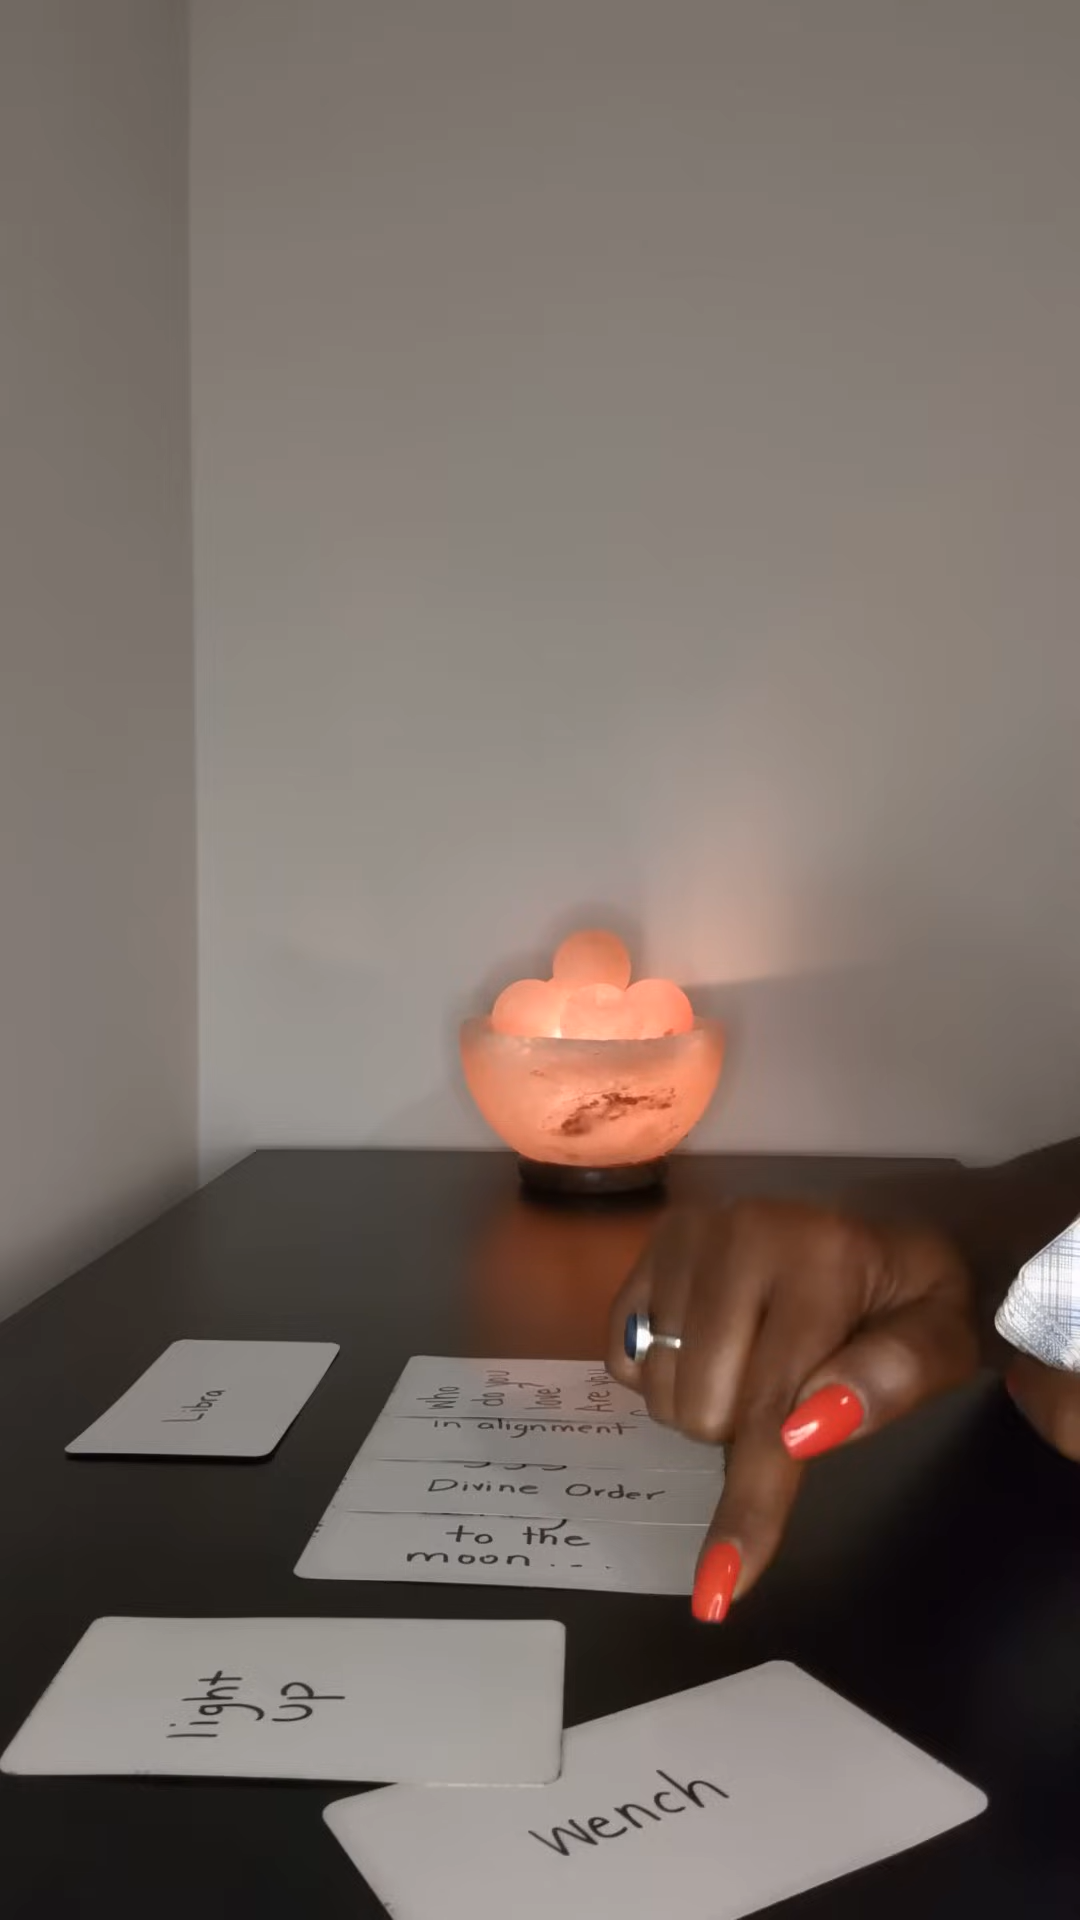 Libra
who
do you
love?
Are you
in alignment
Divine Order
to the
moon...
light
up
wench